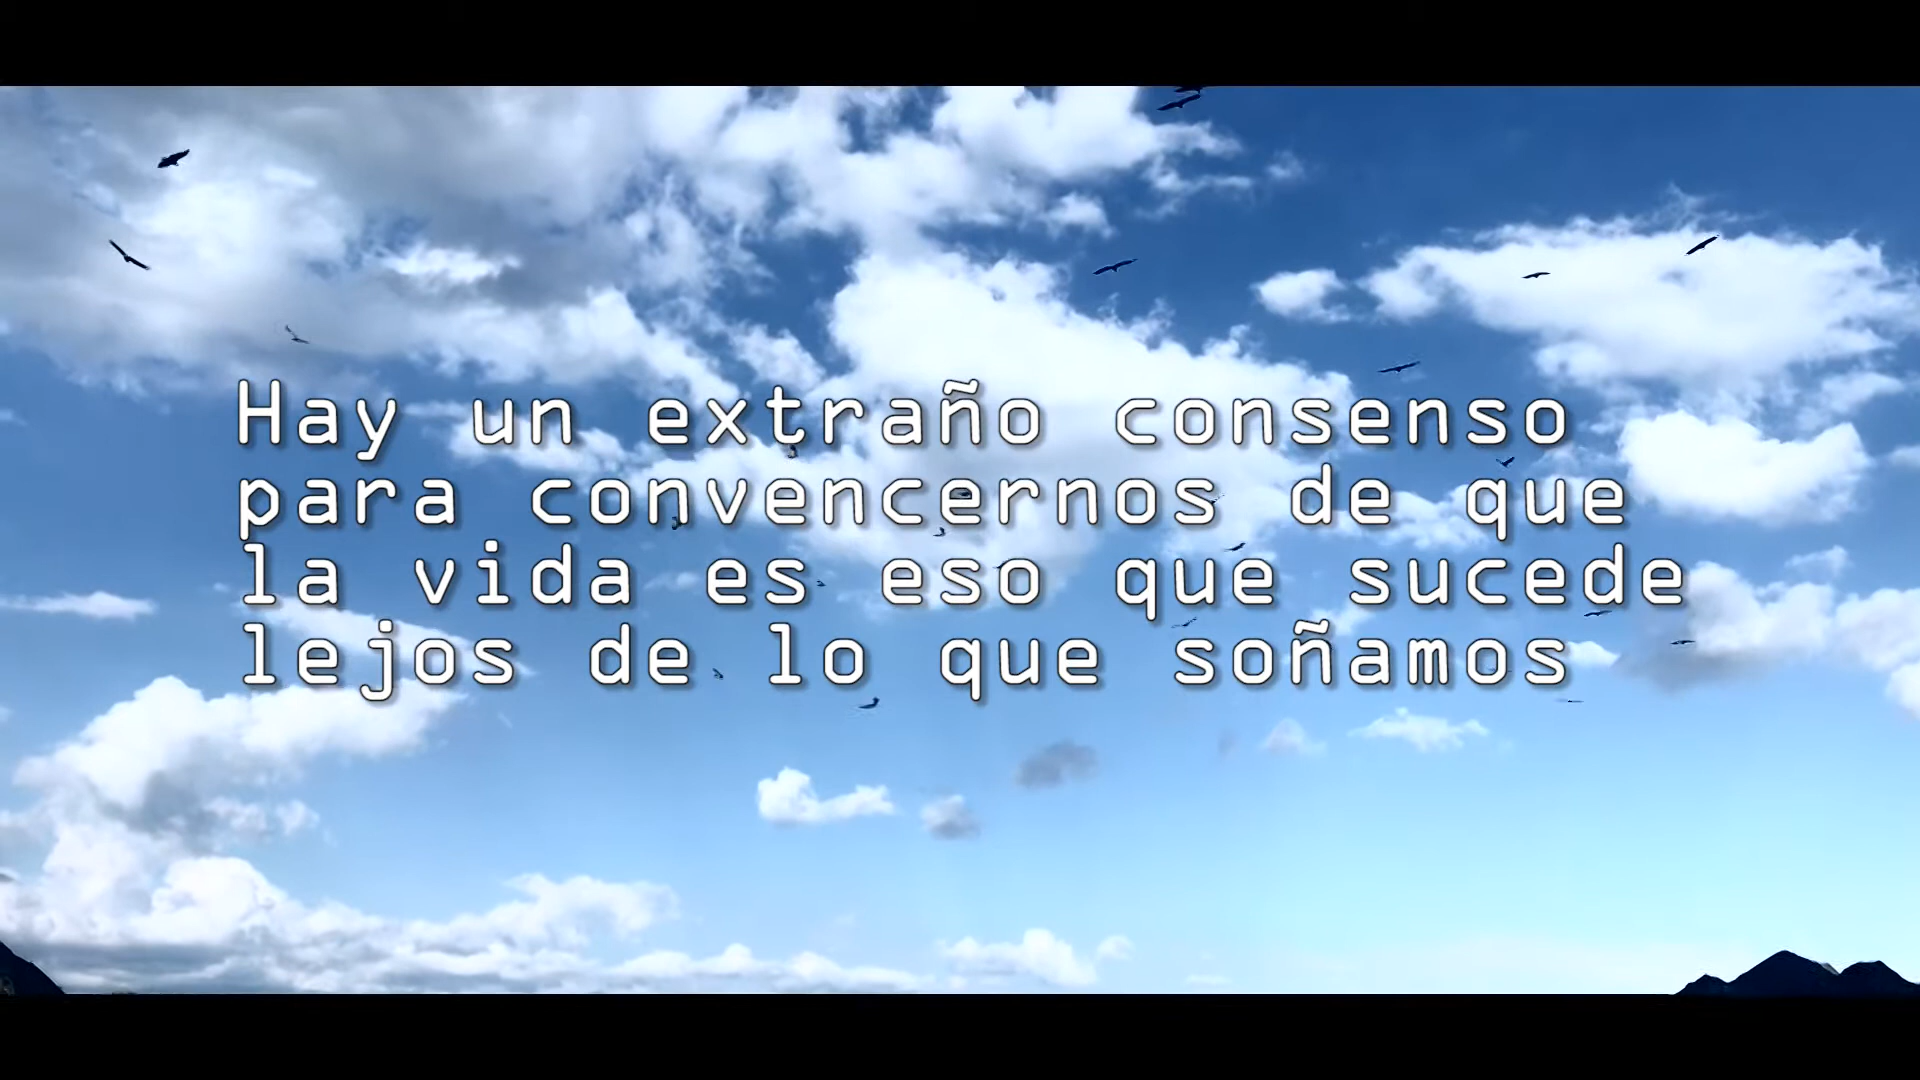 Hay un extraño consenso
para convencernos de que
la vida es eso que sucede
lejos de lo que soñamos